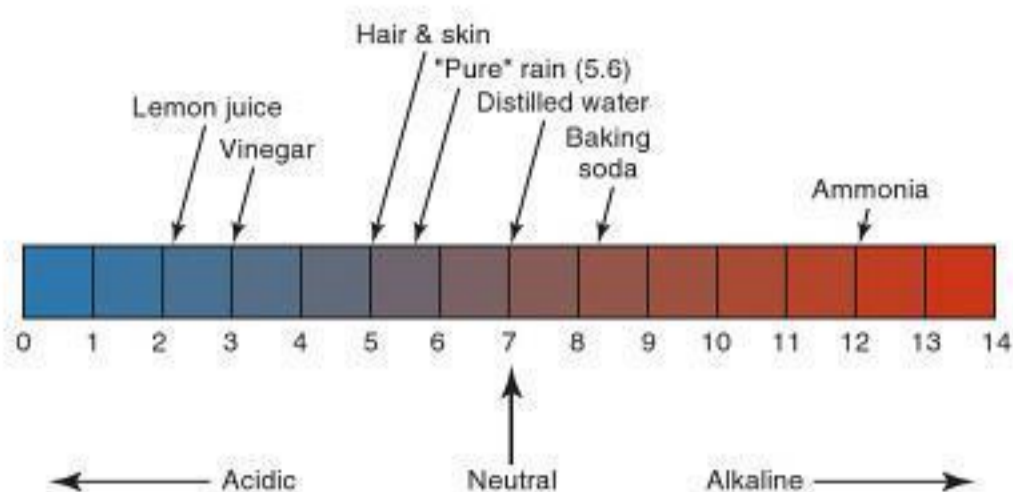 Hair & skin
"Pure" rain (5.6)
Lemon juice
Distilled water
Vinegar
Baking
soda
Ammonia
0 1 2 3 4 5 6 7 8 9 10 11 12 13 14
Acidic Neutral Alkaline